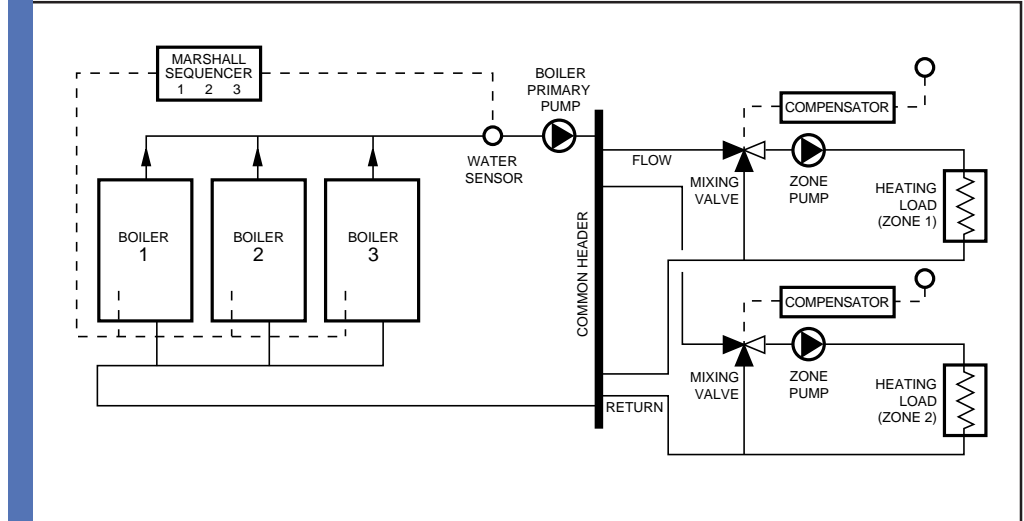 MARSHALL
SEQUENCER
1 2 3
BOILER
PRIMARY
PUMP
WATER
SENSOR
BOILER
1
BOILER
2
BOILER
3
COMMON HEADER
FLOW
RETURN
COMPENSATOR
MIXING
VALVE
ZONE
PUMP
HEATING
LOAD
(ZONE 1)
COMPENSATOR
MIXING
VALVE
ZONE
PUMP
HEATING
LOAD
(ZONE 2)